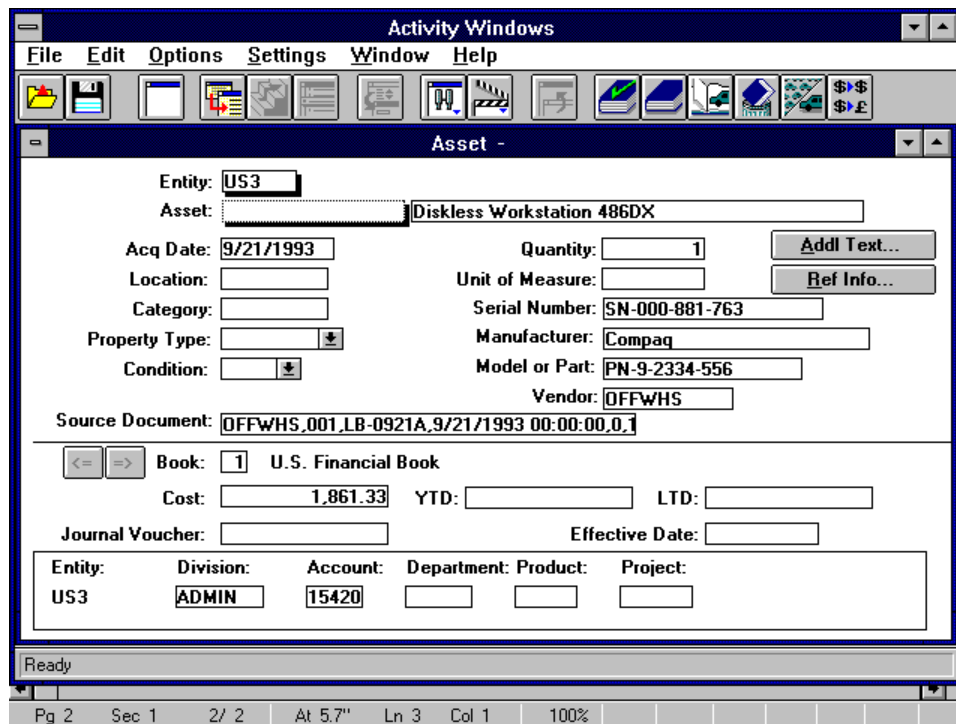 Activity Windows
File Edit Options Settings Window Help
$ $
$ £
Asset -
Entity: US3
Asset: Diskless Workstation 486DX
Acq Date: 9/21/1993 Quantity: 1 Addl Text...
Location: Unit of Measure: Ref Info...
Category: Serial Number: SN-000-881-763
Property Type: Manufacturer: Compaq
Condition: Model or Part: PN-9-2334-556
Vendor: OFFWHS
Source Document: OFFWHS,001,LB-0921A,9/21/1993 00:00:00,0,1
<= => Book: 1 U.S. Financial Book
Cost: 1,861.33 YTD: LTD:
Journal Voucher: Effective Date:
Entity: Division: Account: Department: Product: Project:
US3 ADMIN 15420
Ready
Pg 2 Sec 1 2/ 2 At 5.7" Ln 3 Col 1 100%